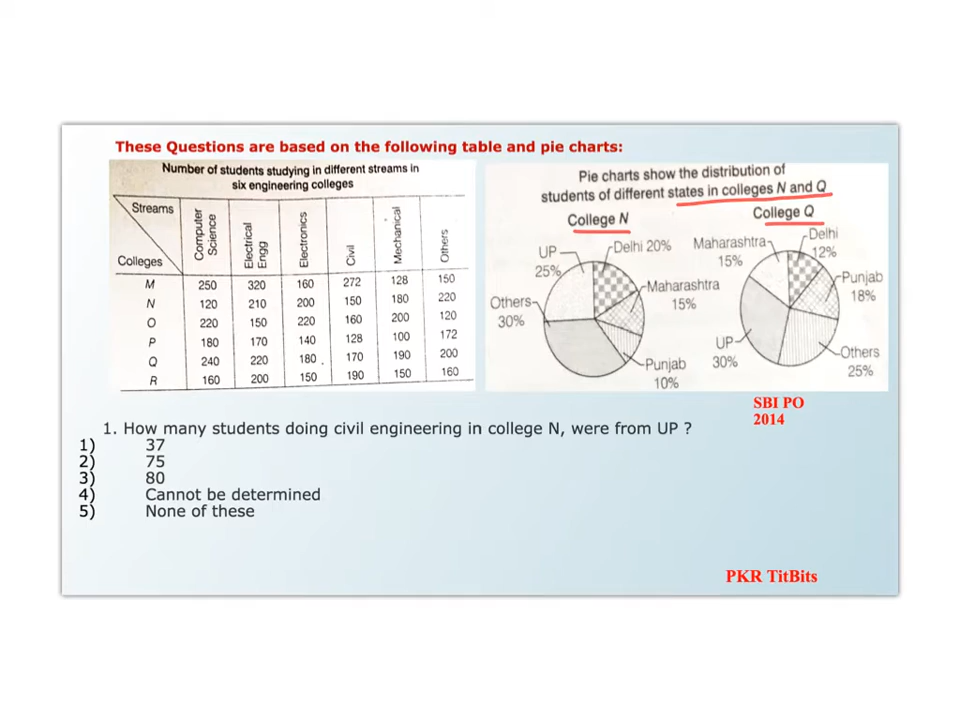 These Questions are based on the following table and pie charts:
Number of students studying in different streams in
six engineering colleges
Streams
Colleges
Computer Science
Electrical Engg
Electronics
Civil
Mechanical
Others
M 250 320 160 272 128 150
N 120 210 200 150 180 220
O 220 150 220 160 200 120
P 180 170 140 128 100 172
Q 240 220 180 170 190 200
R 160 200 150 190 150 160
Pie charts show the distribution of
students of different states in colleges N and Q
College N
UP
25%
Delhi 20%
Maharashtra
15%
Others
30%
Punjab
10%
College Q
Maharashtra
15%
Delhi
12%
Punjab
18%
UP
30%
Others
25%
SBI PO
2014
1. How many students doing civil engineering in college N, were from UP ?
1) 37
2) 75
3) 80
4) Cannot be determined
5) None of these
PKR TitBits